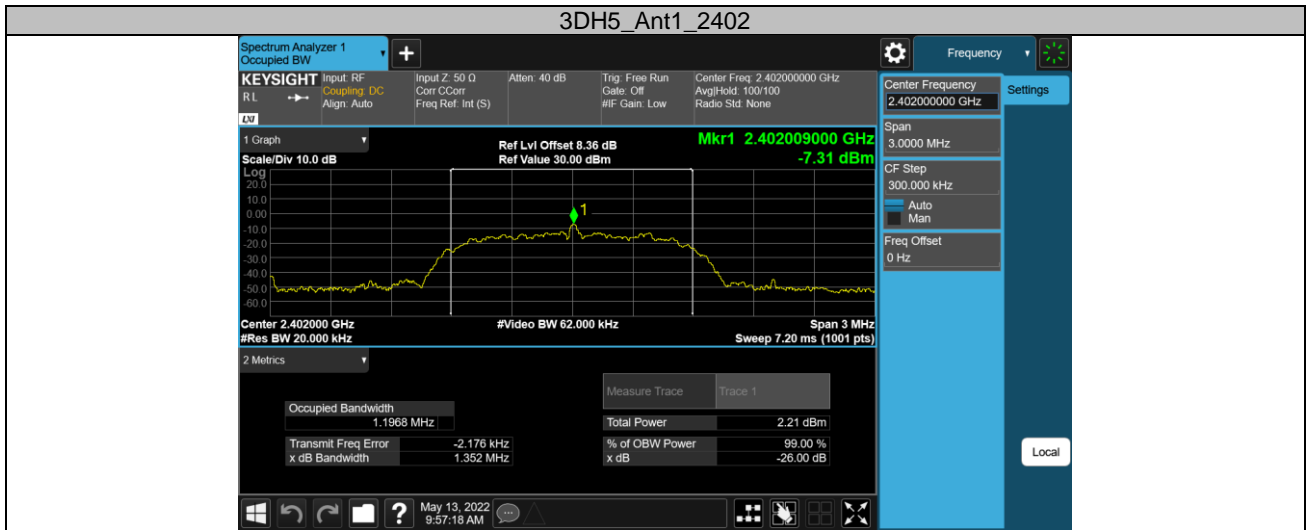 3DH5_Ant1_2402
Spectrum Analyzer 1
Occupied BW
Frequency
KEYSIGHT
R L
LXI
Input: RF
Coupling: DC
Align: Auto
Input Z: 50 Ω
Corr CCorr
Freq Ref: Int (S)
Atten: 40 dB
Trig: Free Run
Gate: Off
#IF Gain: Low
Center Freq: 2.402000000 GHz
Avg|Hold: 100/100
Radio Std: None
Center Frequency
2.402000000 GHz
Settings
Span
3.0000 MHz
CF Step
300.000 kHz
Auto
Man
Freq Offset
0 Hz
Local
1 Graph
Scale/Div 10.0 dB
Ref Lvl Offset 8.36 dB
Ref Value 30.00 dBm
Mkr1 2.402009000 GHz
-7.31 dBm
Log
20.0
10.0
0.00
-10.0
-20.0
-30.0
-40.0
-50.0
-60.0
1
Center 2.402000 GHz
#Video BW 62.000 kHz
Span 3 MHz
#Res BW 20.000 kHz
Sweep 7.20 ms (1001 pts)
2 Metrics
Measure Trace
Trace 1
Occupied Bandwidth
1.1968 MHz
Total Power 2.21 dBm
Transmit Freq Error -2.176 kHz
% of OBW Power 99.00 %
x dB Bandwidth 1.352 MHz
x dB -26.00 dB
May 13, 2022
9:57:18 AM